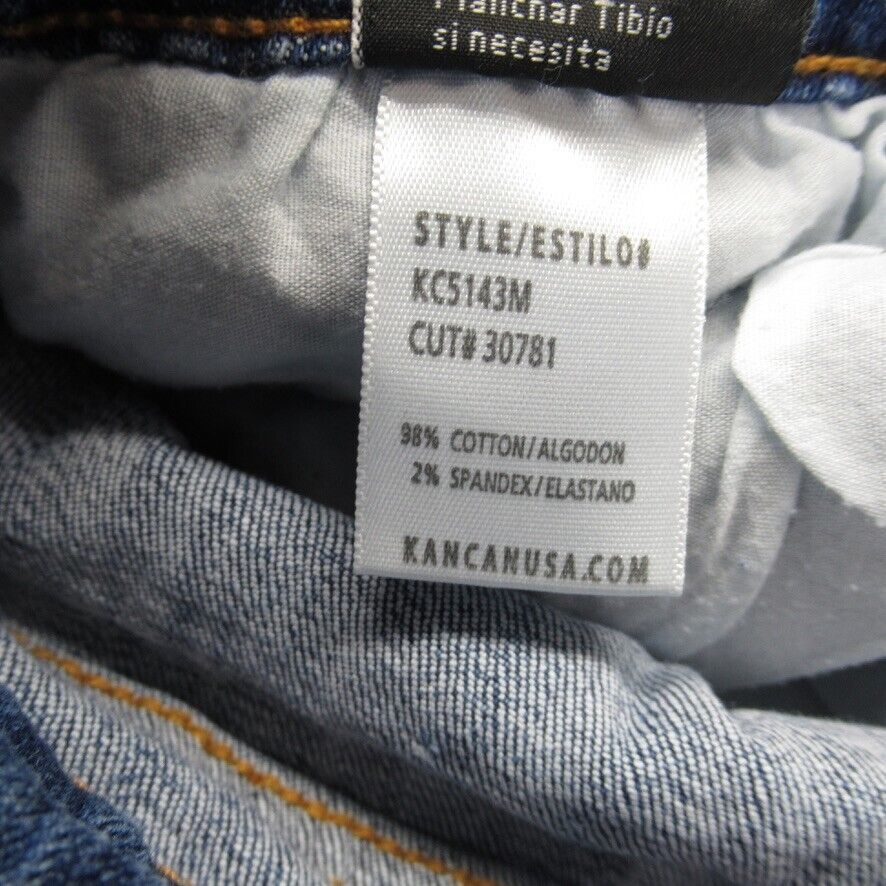 Planchar Tibio
si necesita
STYLE/ESTILO#
KC5143M
CUT# 30781
98% COTTON/ALGODON
2% SPANDEX/ELASTANO
KANCANUSA.COM